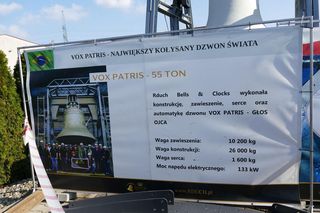 VOX PATRIS - NAJWIĘKSZY KOŁYSANY DZWON ŚWIATA
VOX PATRIS - 55 TON
Rduch Bells & Clocks wykonała
konstrukcję, zawieszenie, serce oraz
automatykę dzwonu VOX PATRIS - GŁOS
OJCA
Waga zawieszenia: 10 200 kg
Waga konstrukcji: 26 000 kg
Waga serca: 1 600 kg
Moc napędu elektrycznego: 133 kW